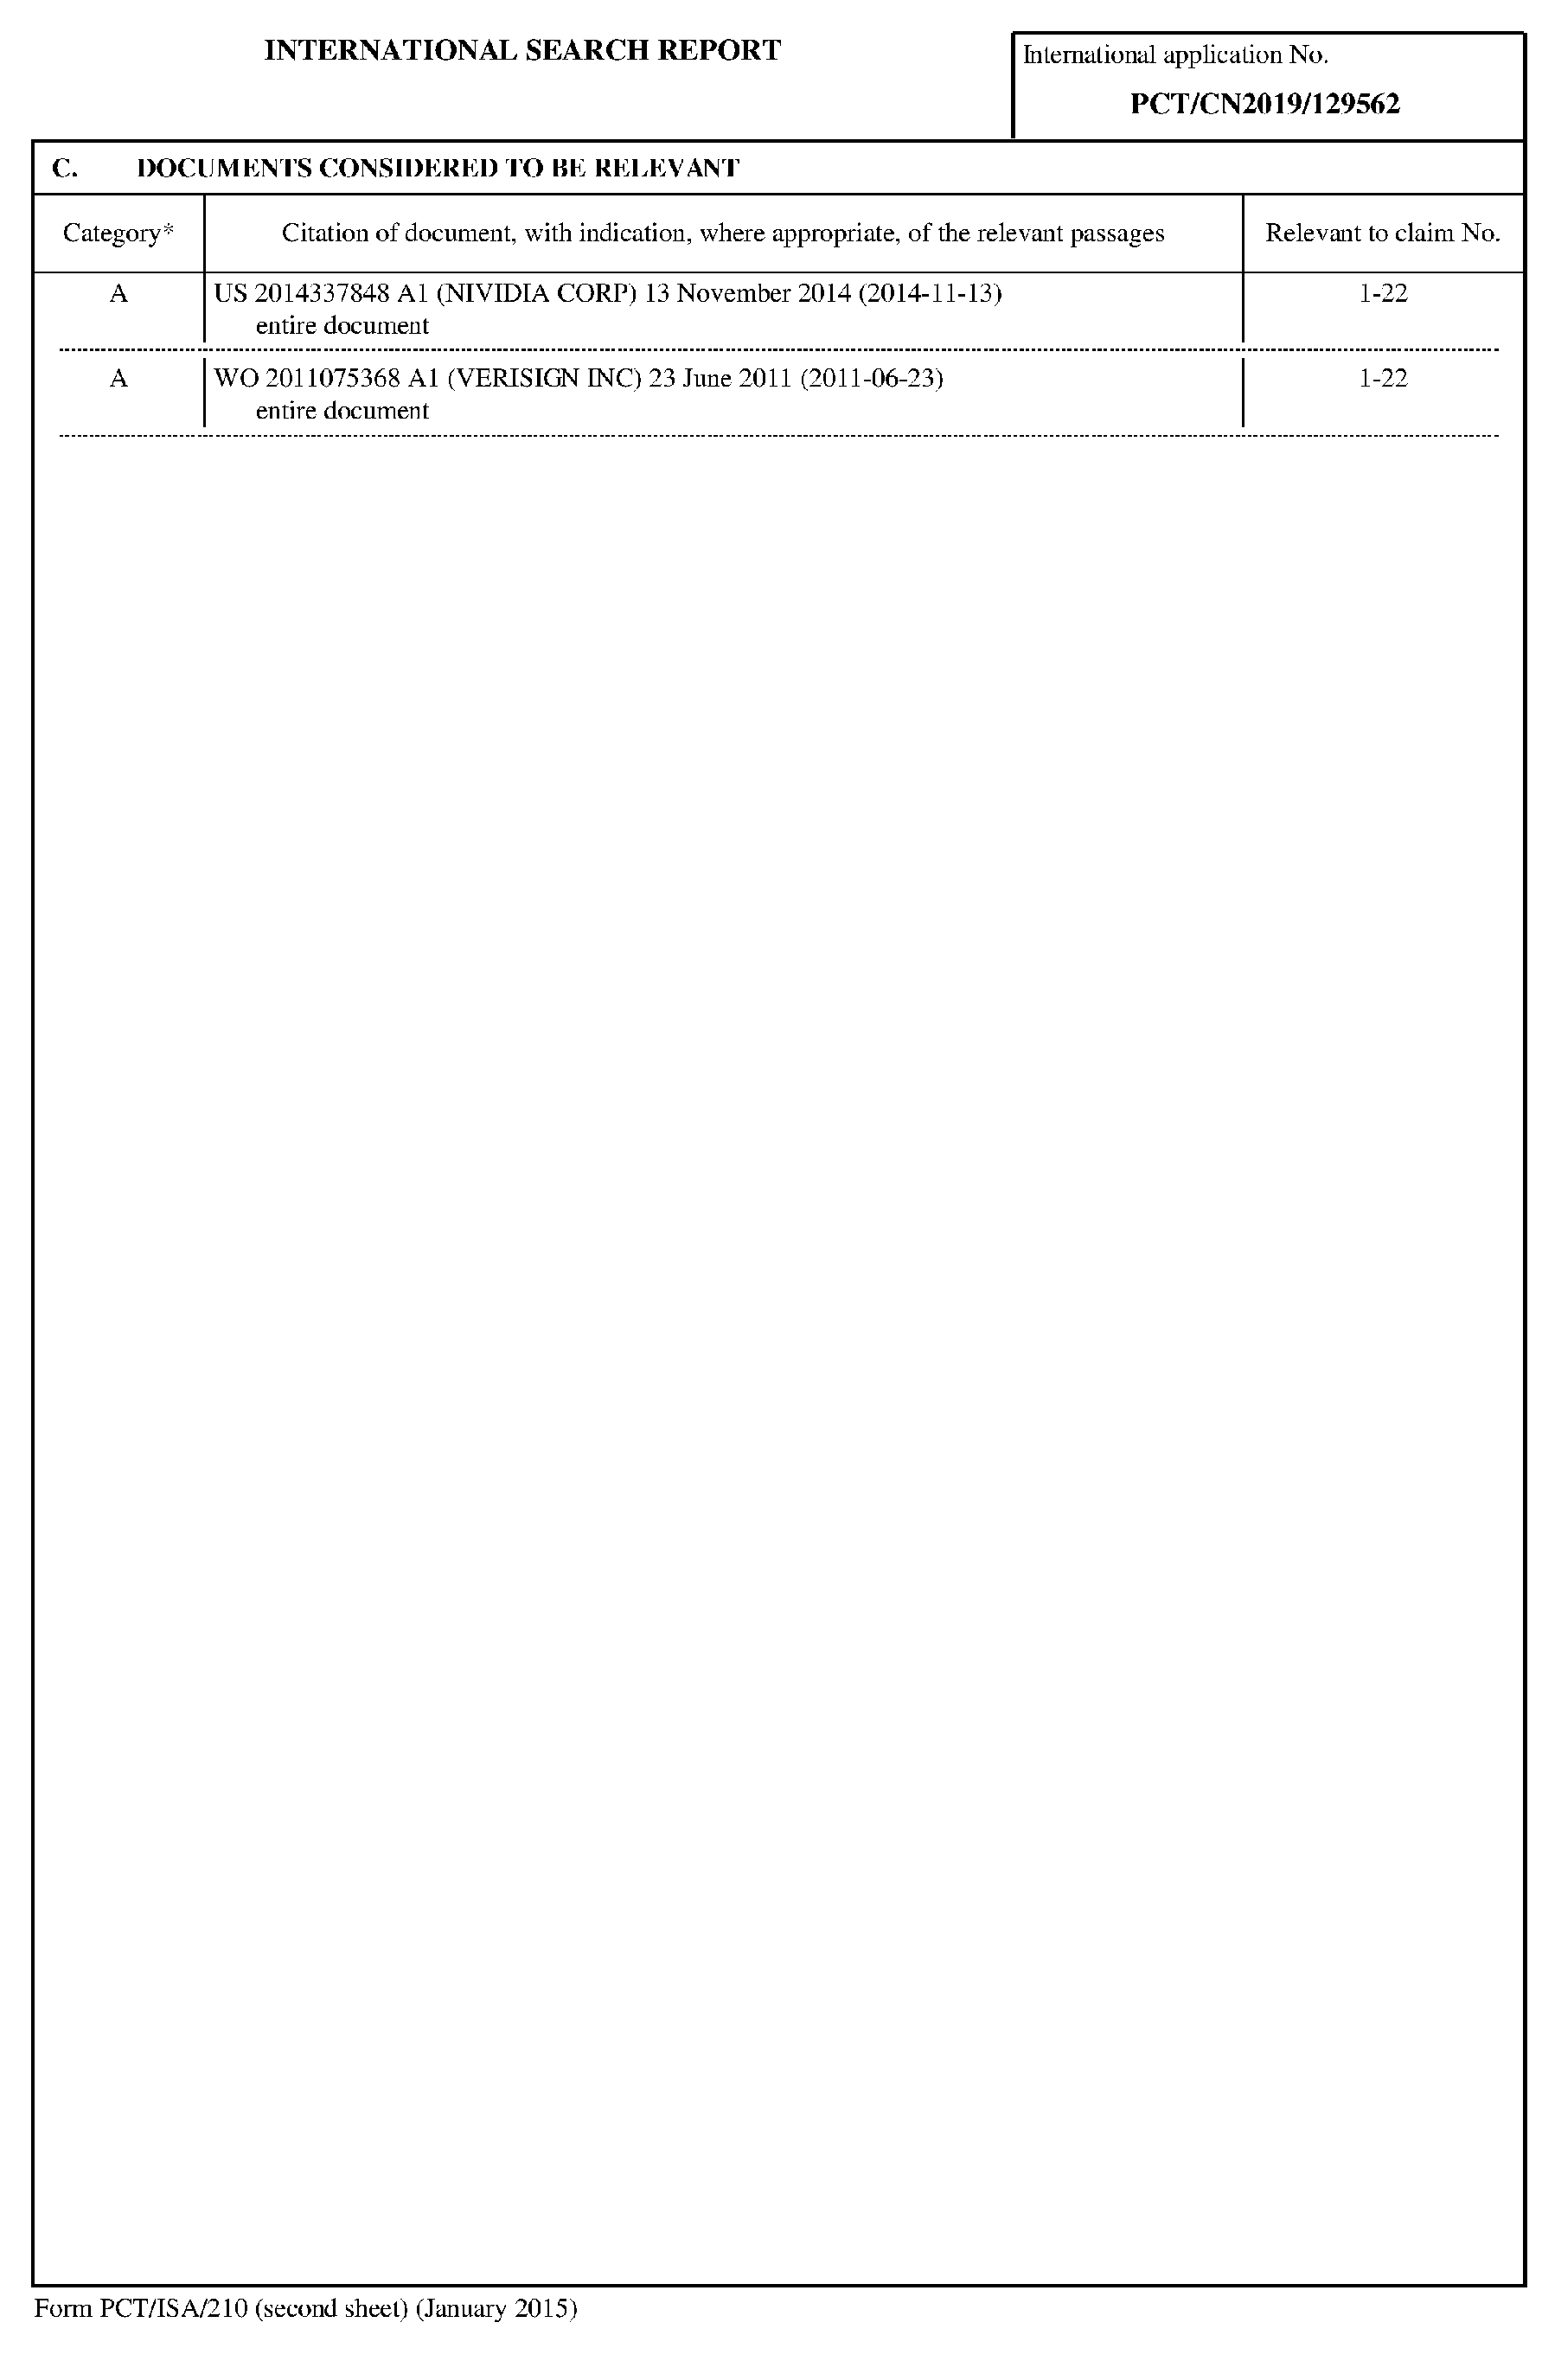 INTERNATIONAL SEARCH REPORT
International application No.
PCT/CN2019/129562
C. DOCUMENTS CONSIDERED TO BE RELEVANT
Category* Citation of document, with indication, where appropriate, of the relevant passages Relevant to claim No.
A US 2014337848 A1 (NIVIDIA CORP) 13 November 2014 (2014-11-13) 1-22
entire document
A WO 2011075368 A1 (VERISIGN INC) 23 June 2011 (2011-06-23) 1-22
entire document
Form PCT/ISA/210 (second sheet) (January 2015)